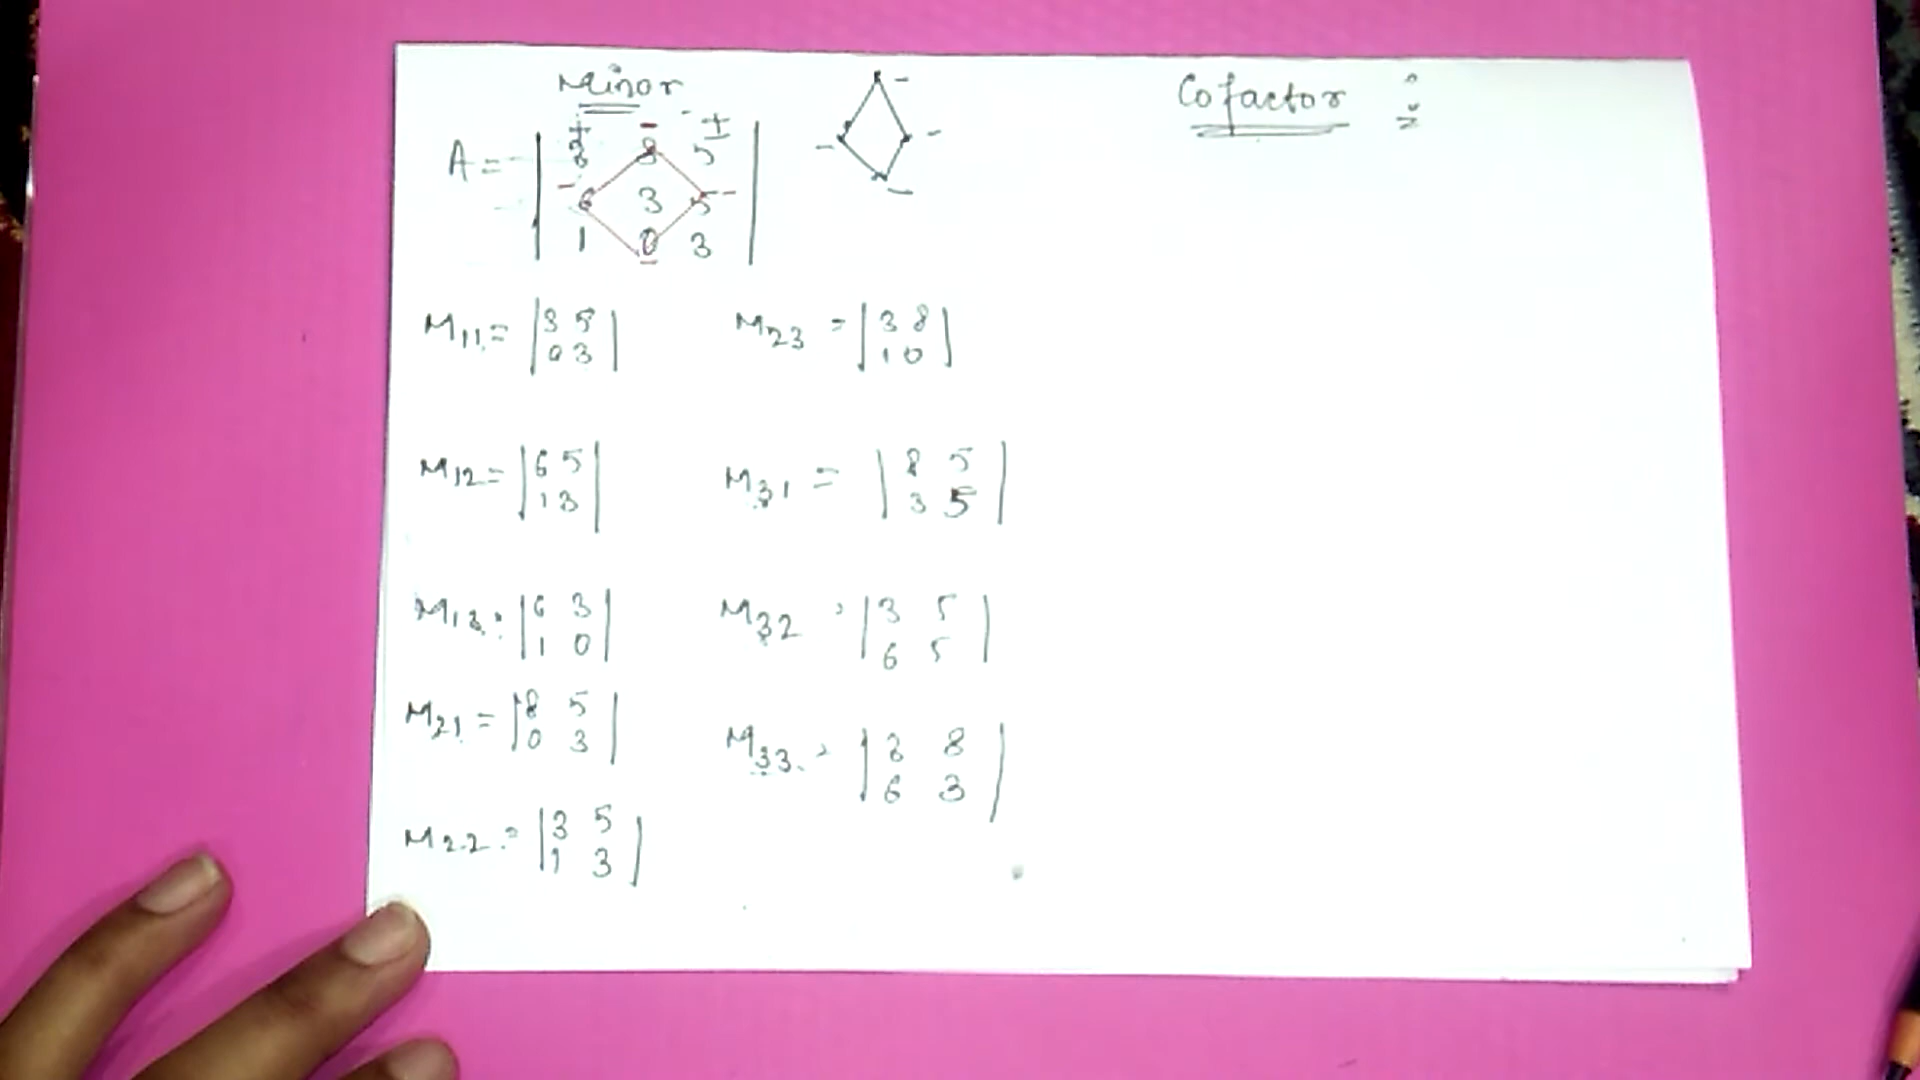 Minor
Cofactor :
A = | 3 8 5 |
| 6 3 5 |
| 1 0 3 |
M11 = | 3 5 |
| 0 3 |
M12 = | 6 5 |
| 1 3 |
M13 = | 6 3 |
| 1 0 |
M21 = | 8 5 |
| 0 3 |
M22 = | 3 5 |
| 1 3 |
M23 = | 3 8 |
| 1 0 |
M31 = | 8 5 |
| 3 5 |
M32 = | 3 5 |
| 6 5 |
M33 = | 3 8 |
| 6 3 |